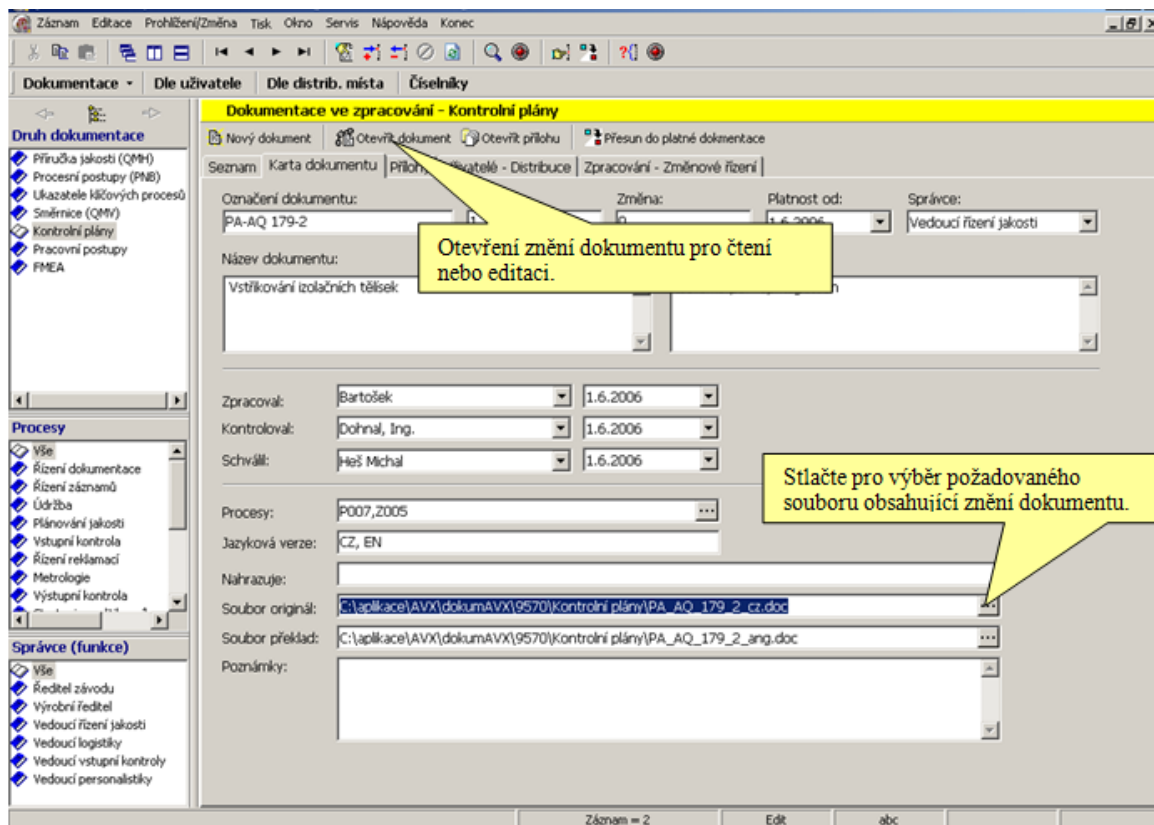 Záznam Editace Prohlížení/Změna Tisk Okno Servis Nápověda Konec
Dokumentace Dle uživatele Dle distrib. místa Číselníky
Dokumentace ve zpracování - Kontrolní plány
Druh dokumentace
Nový dokument Otevřít dokument Otevřít přílohu Přesun do platné dokmentace
Příručka jakosti (QMH)
Procesní postupy (PNB)
Ukazatele klíčových procesů
Směrnice (QMV)
Kontrolní plány
Pracovní postupy
FMEA
Seznam Karta dokumentu Přílohy - Distribuce Zpracování - Změnové řízení
Označení dokumentu: Změna: Platnost od: Správce:
PA-AQ 179-2 1.6.2006 Vedoucí řízení jakosti
Otevření znění dokumentu pro čtení
nebo editaci.
Název dokumentu:
Vstřikování izolačních tělísek
Zpracoval: Bartošek 1.6.2006
Kontroloval: Dohnal, Ing. 1.6.2006
Schválil: Heš Michal 1.6.2006
Procesy
Vše
Řízení dokumentace
Řízení záznamů
Údržba
Plánování jakosti
Vstupní kontrola
Řízení reklamací
Metrologie
Výstupní kontrola
Stlačte pro výběr požadovaného
souboru obsahující znění dokumentu.
Procesy: P007,Z005
Jazyková verze: CZ, EN
Nahrazuje:
Soubor originál: C:\aplikace\AVX\dokumAVX\9570\Kontrolní plány\PA_AQ_179_2_cz.doc
Soubor překlad: C:\aplikace\AVX\dokumAVX\9570\Kontrolní plány\PA_AQ_179_2_ang.doc
Poznámky:
Správce (funkce)
Vše
Ředitel závodu
Výrobní ředitel
Vedoucí řízení jakosti
Vedoucí logistiky
Vedoucí vstupní kontroly
Vedoucí personalistiky
Záznam = 2 Edit abc